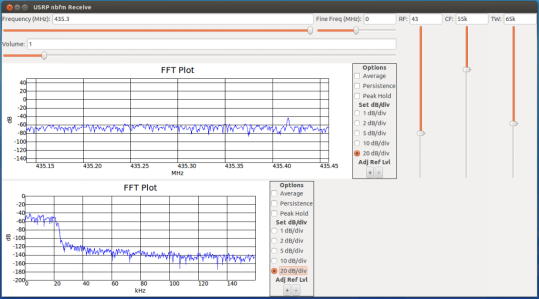 USRP nbfm Receive
Frequency (MHz): 435.3 Fine Freq (MHz): 0 RF: 43 CF: 55k TW: 65k
Volume: 1
FFT Plot
dB
40
20
0
-20
-40
-60
-80
-100
-120
-140
435.15 435.20 435.25 435.30 435.35 435.40 435.45
MHz
Options
Average
Persistence
Peak Hold
Set dB/div
1 dB/div
2 dB/div
5 dB/div
10 dB/div
20 dB/div
Adj Ref Lvl
+ -
FFT Plot
dB
0
-20
-40
-60
-80
-100
-120
-140
-160
-180
-200
0 20 40 60 80 100 120 140
kHz
Options
Average
Persistence
Peak Hold
Set dB/div
1 dB/div
2 dB/div
5 dB/div
10 dB/div
20 dB/div
Adj Ref Lvl
+ -